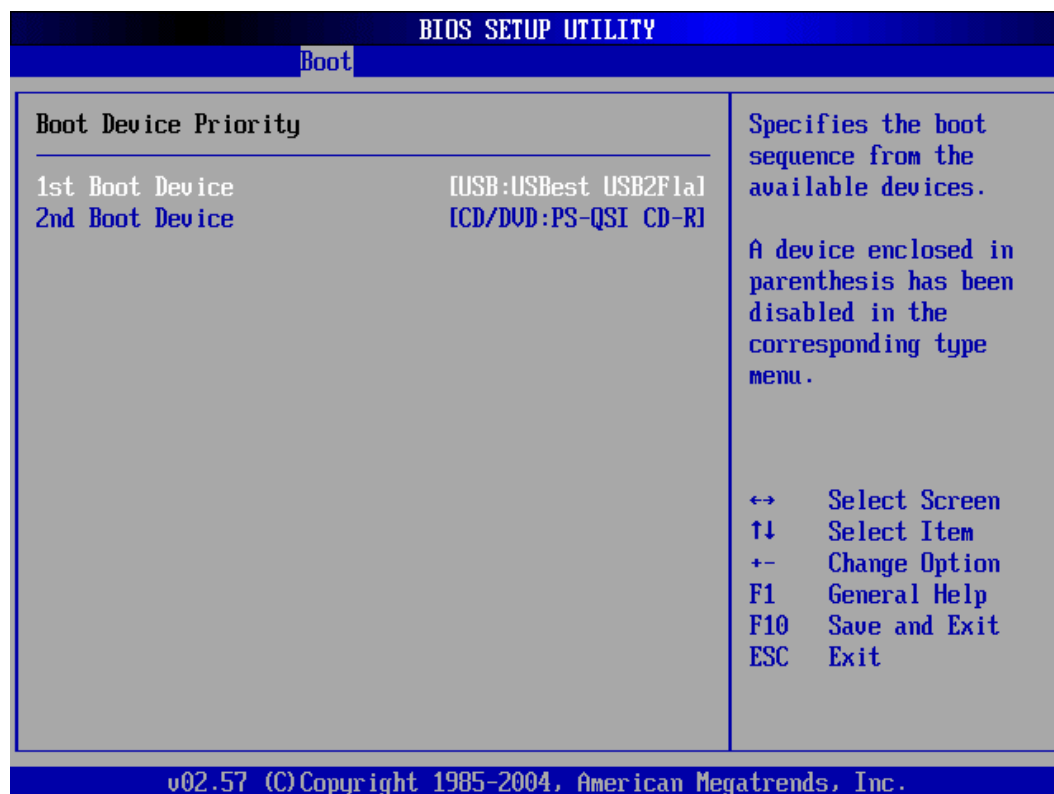 BIOS SETUP UTILITY
Boot
Boot Device Priority
1st Boot Device [USB:USBest USB2Fla]
2nd Boot Device [CD/DVD:PS-QSI CD-R]
Specifies the boot
sequence from the
available devices.
A device enclosed in
parenthesis has been
disabled in the
corresponding type
menu.
←→ Select Screen
↑↓ Select Item
+- Change Option
F1 General Help
F10 Save and Exit
ESC Exit
v02.57 (C)Copyright 1985-2004, American Megatrends, Inc.